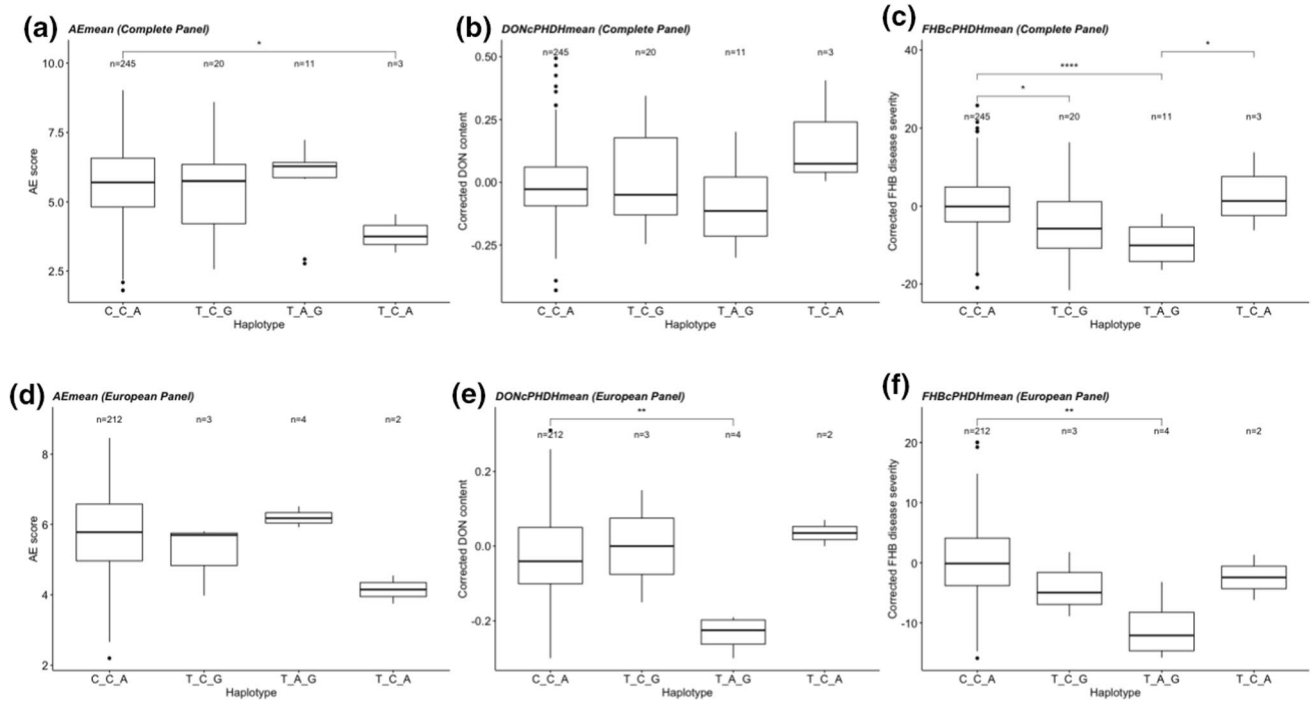 (a) AEmean (Complete Panel)
*
10.0
n=245 n=20 n=11 n=3
7.5
5.0
2.5
AE score
C_C_A T_C_G T_A_G T_C_A
Haplotype
(b) DONcPHDHmean (Complete Panel)
n=245 n=20 n=11 n=3
0.50
0.25
0.00
-0.25
Corrected DON content
C_C_A T_C_G T_A_G T_C_A
Haplotype
(c) FHBcPHDHmean (Complete Panel)
40
*
****
*
n=245 n=20 n=11 n=3
20
0
-20
Corrected FHB disease severity
C_C_A T_C_G T_A_G T_C_A
Haplotype
(d) AEmean (European Panel)
n=212 n=3 n=4 n=2
8
6
4
2
AE score
C_C_A T_C_G T_A_G T_C_A
Haplotype
(e) DONcPHDHmean (European Panel)
**
n=212 n=3 n=4 n=2
0.2
0.0
-0.2
Corrected DON content
C_C_A T_C_G T_A_G T_C_A
Haplotype
(f) FHBcPHDHmean (European Panel)
**
n=212 n=3 n=4 n=2
20
10
0
-10
Corrected FHB disease severity
C_C_A T_C_G T_A_G T_C_A
Haplotype